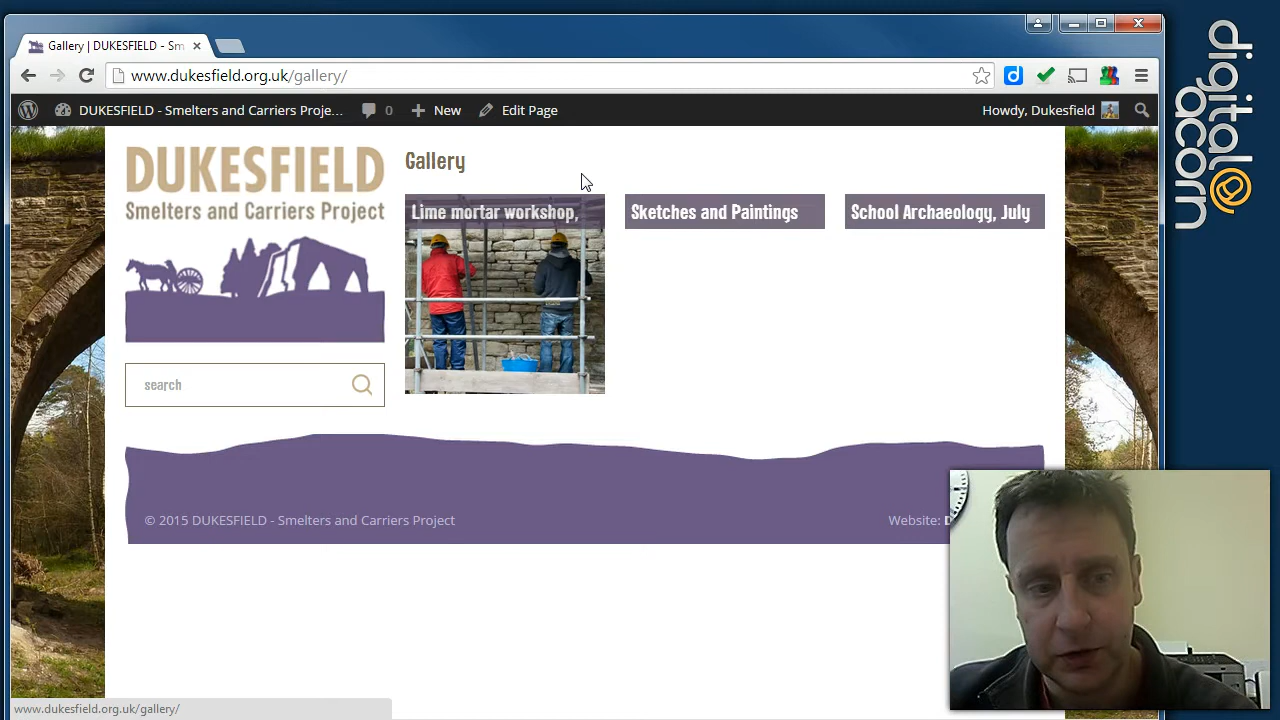 Gallery | DUKESFIELD - Sm
www.dukesfield.org.uk/gallery/
DUKESFIELD - Smelters and Carriers Proje...
0
New
Edit Page
Howdy, Dukesfield
DUKESFIELD
Smelters and Carriers Project
search
Gallery
Lime mortar workshop,
Sketches and Paintings
School Archaeology, July
© 2015 DUKESFIELD - Smelters and Carriers Project
Website: D
www.dukesfield.org.uk/gallery/
digital@
acorn